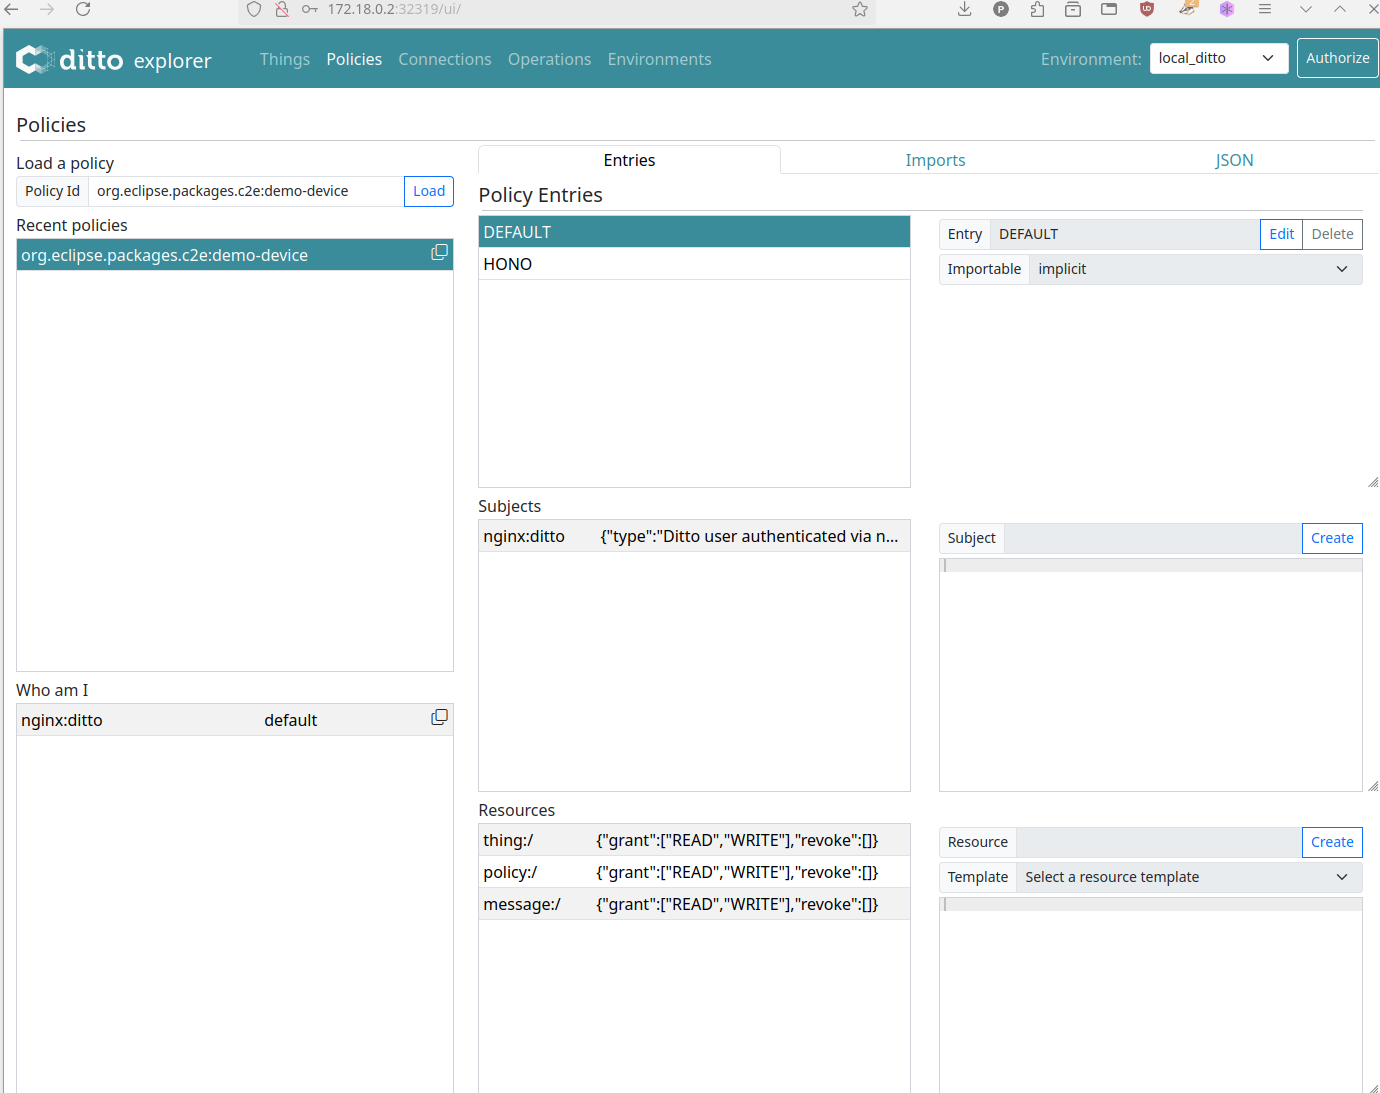 172.18.0.2:32319/ui/
ditto explorer
Things Policies Connections Operations Environments
Environment: local_ditto Authorize
Policies
Load a policy
Policy Id org.eclipse.packages.c2e:demo-device Load
Recent policies
org.eclipse.packages.c2e:demo-device
Who am I
nginx:ditto default
Entries Imports JSON
Policy Entries
DEFAULT
HONO
Entry DEFAULT Edit Delete
Importable implicit
Subjects
nginx:ditto {"type":"Ditto user authenticated via n...
Subject Create
Resources
thing:/ {"grant":["READ","WRITE"],"revoke":[]}
policy:/ {"grant":["READ","WRITE"],"revoke":[]}
message:/ {"grant":["READ","WRITE"],"revoke":[]}
Resource Create
Template Select a resource template